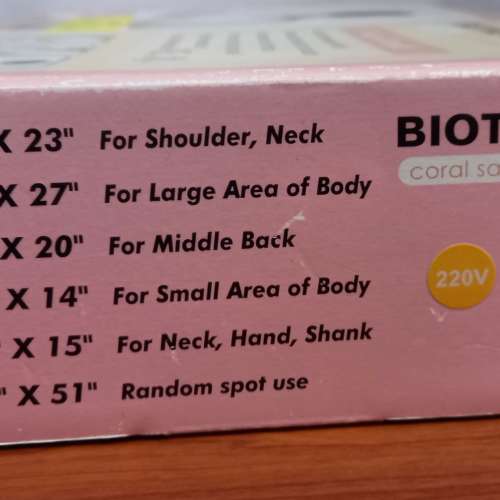 X 23" For Shoulder, Neck
X 27" For Large Area of Body
X 20" For Middle Back
X 14" For Small Area of Body
" X 15" For Neck, Hand, Shank
" X 51" Random spot use
BIOT
coral sa
220V